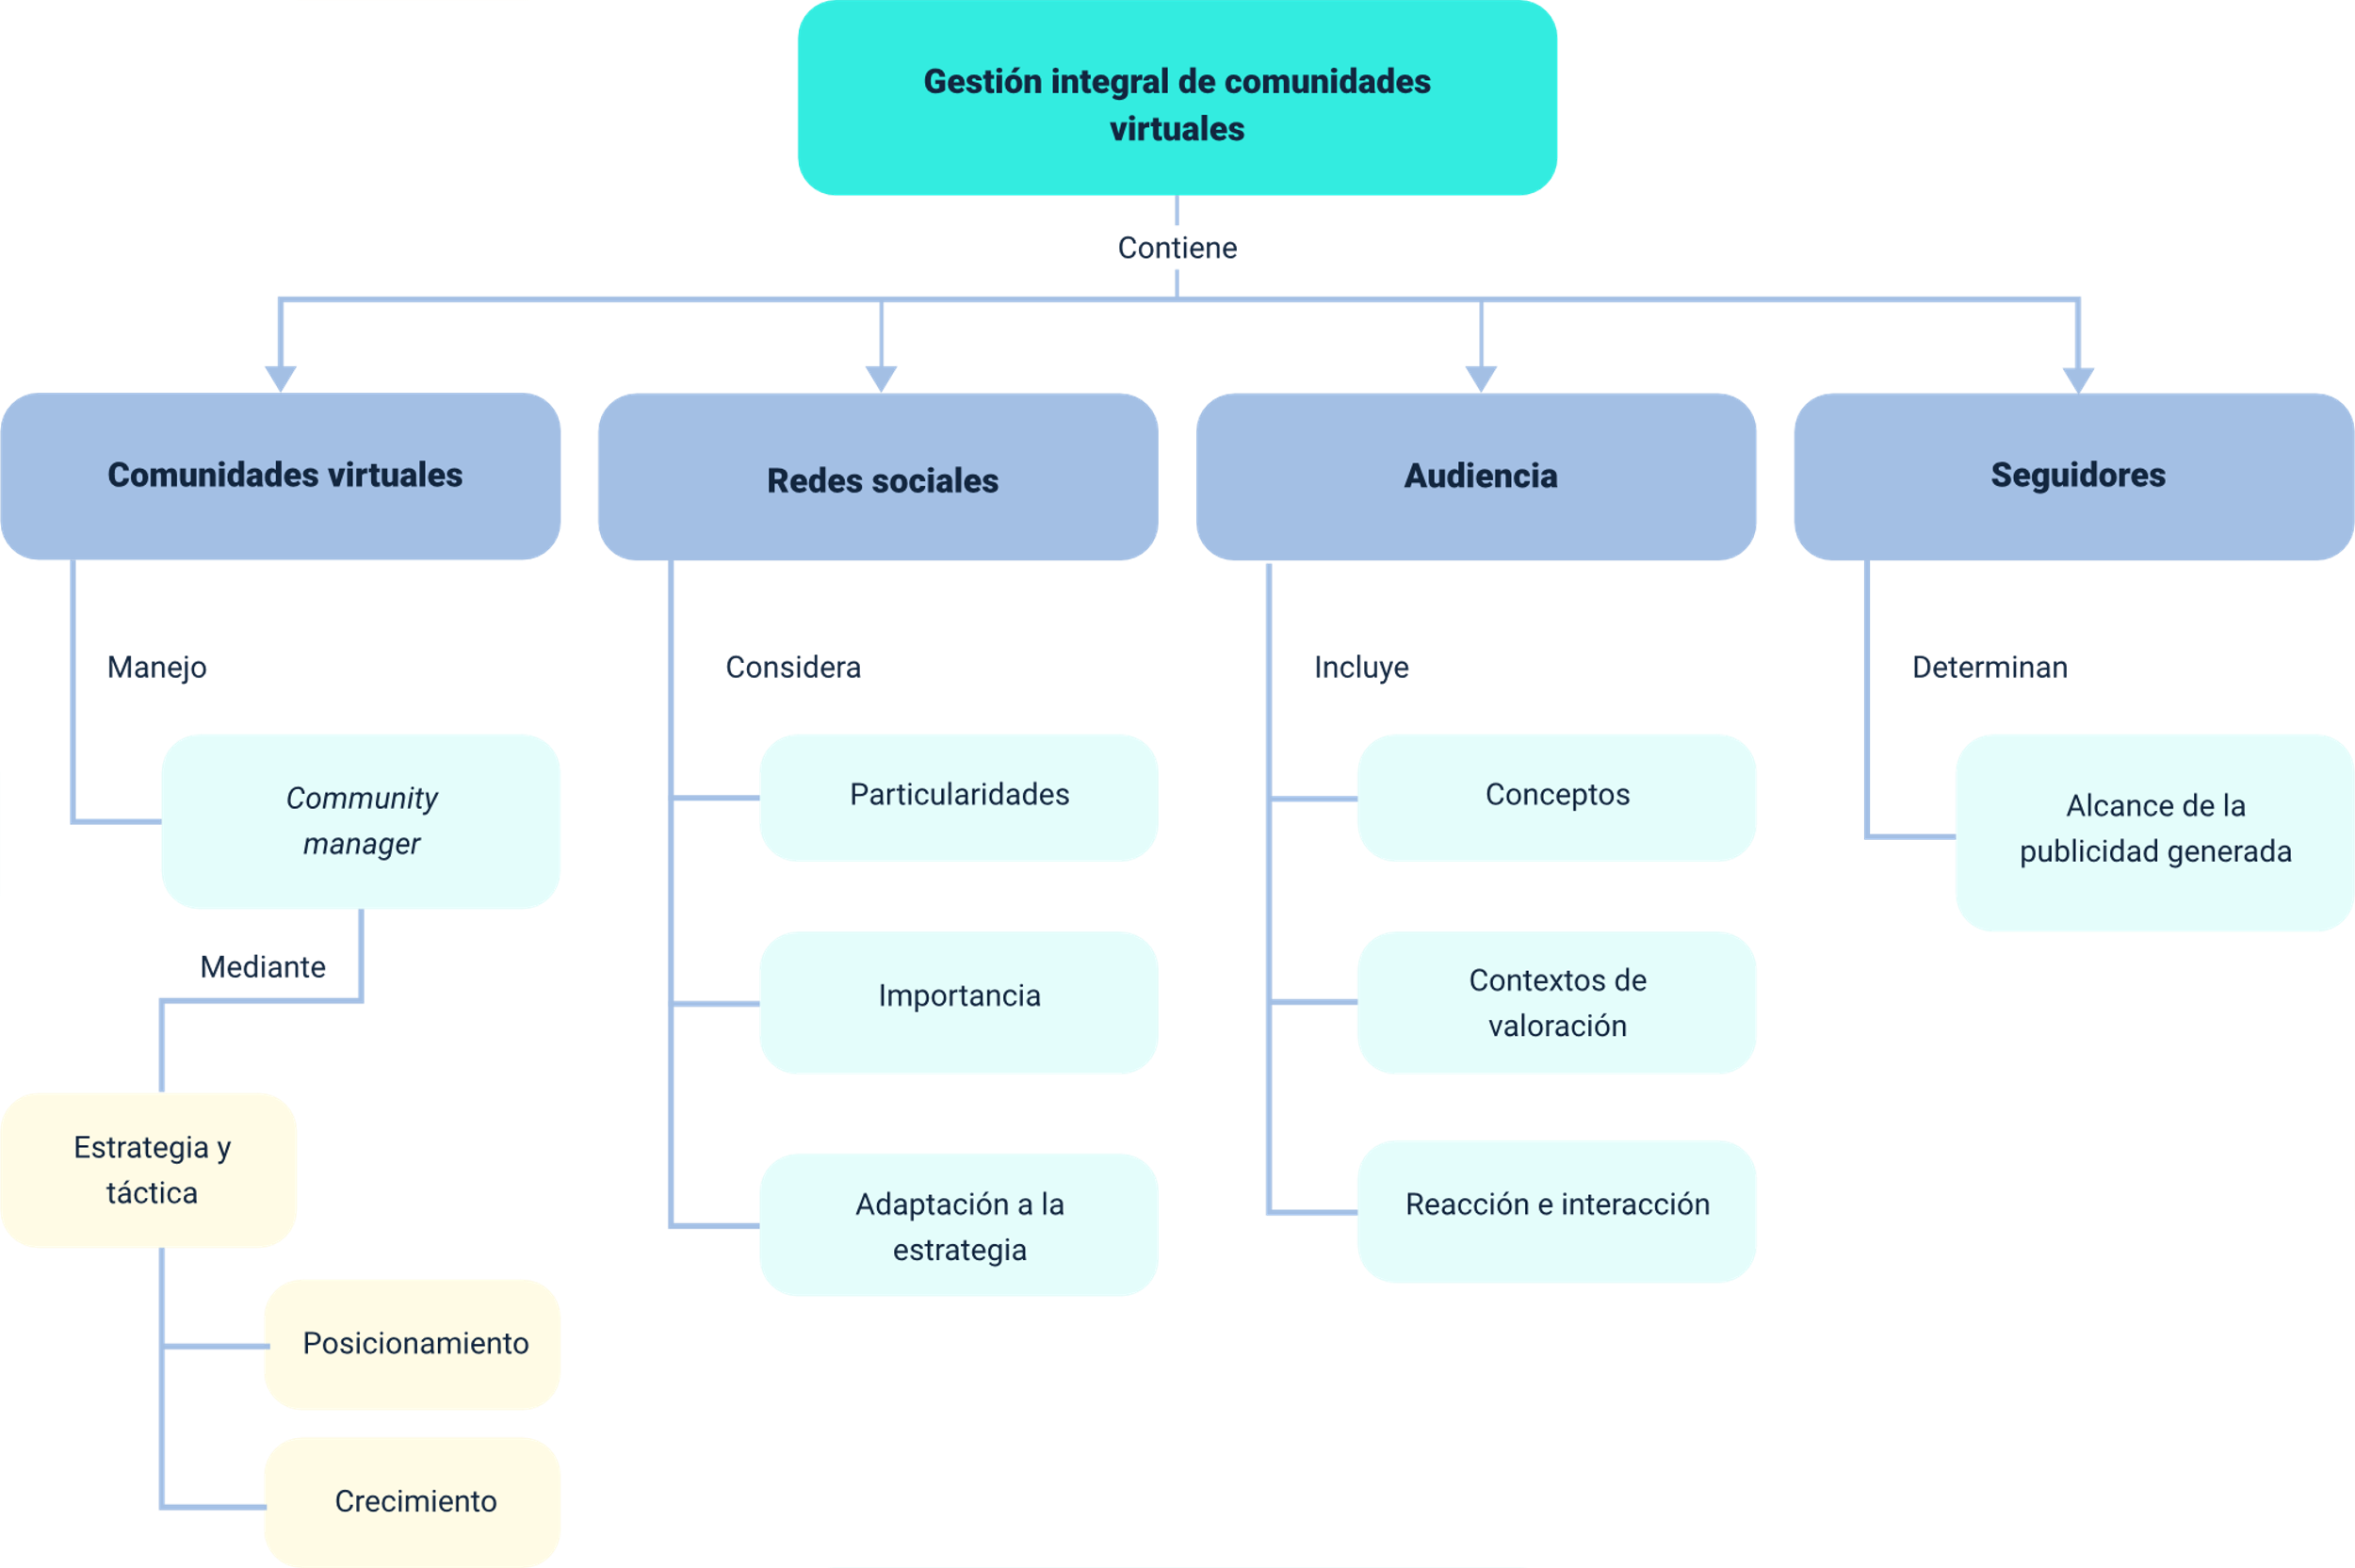 Gestión integral de comunidades
virtuales
Contiene
Comunidades virtuales
Redes sociales
Audiencia
Seguidores
Manejo
Considera
Incluye
Determinan
Community
manager
Particularidades
Conceptos
Alcance de la
publicidad generada
Mediante
Importancia
Contextos de
valoración
Estrategia y
táctica
Adaptación a la
estrategia
Reacción e interacción
Posicionamiento
Crecimiento